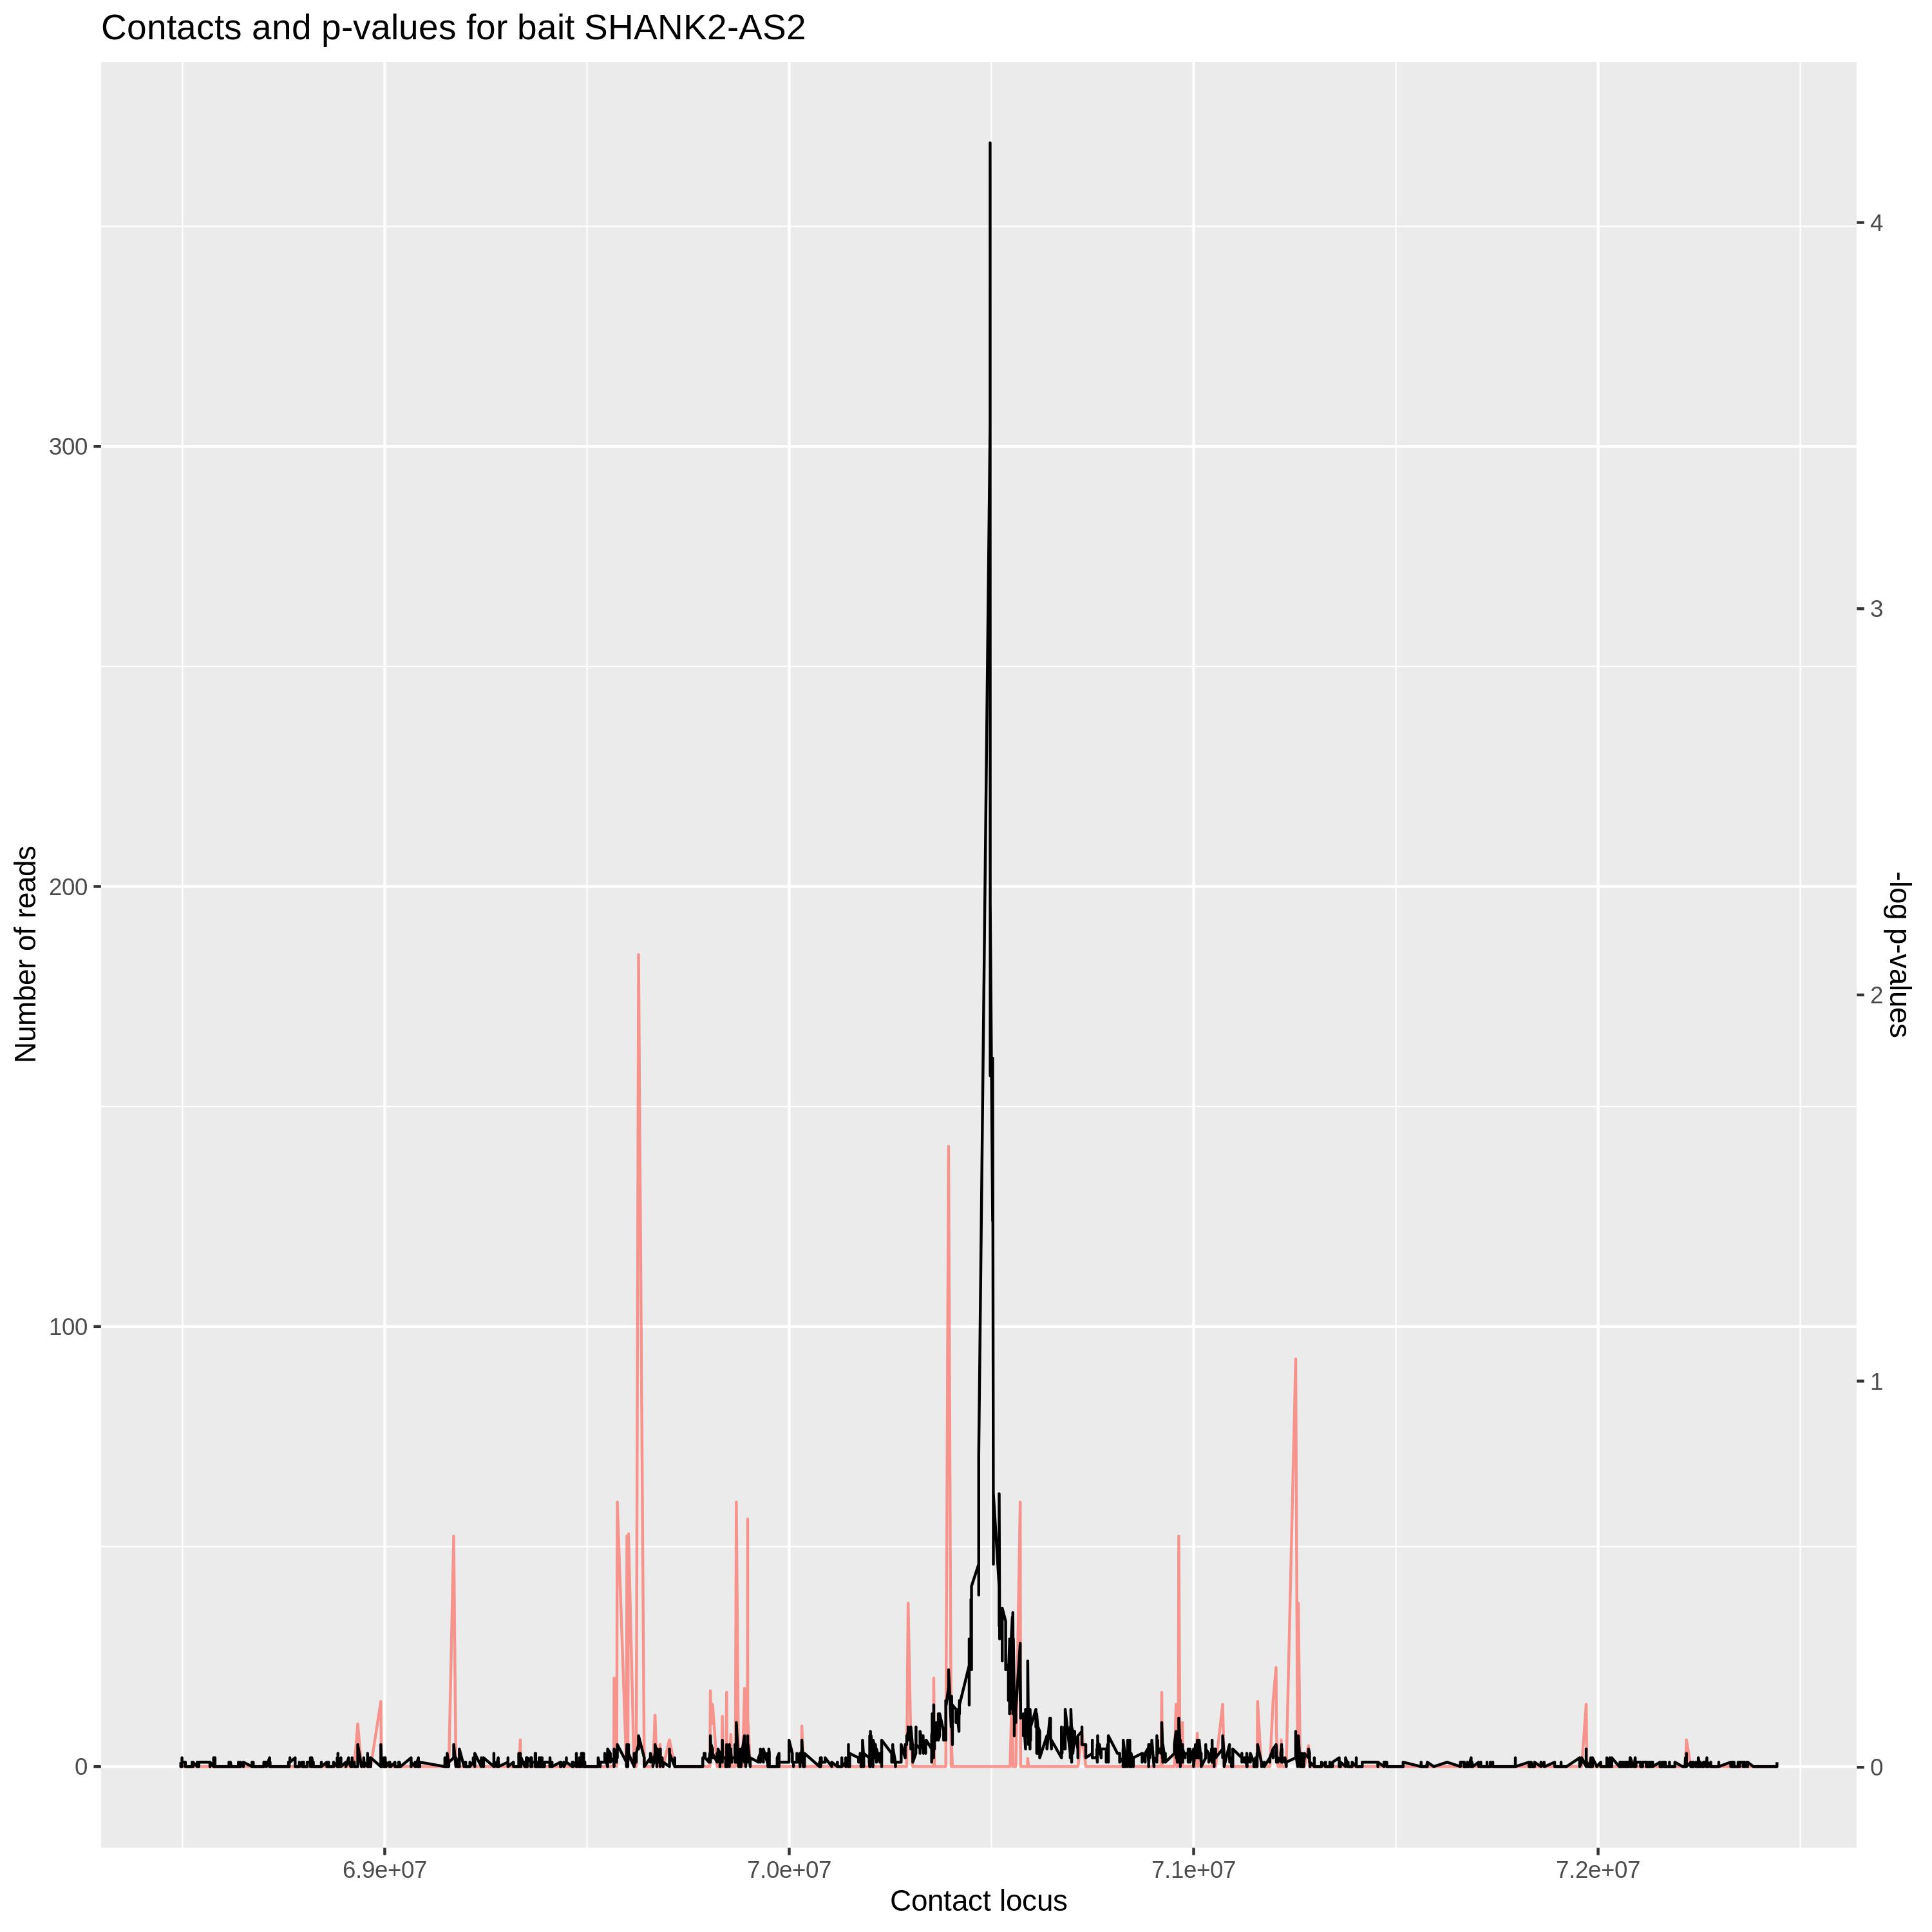 Contacts and p-values for bait SHANK2-AS2
Number of reads
300
200
100
0
4
3
2
1
0
-log p-values
6.9e+07
7.0e+07
7.1e+07
7.2e+07
Contact locus